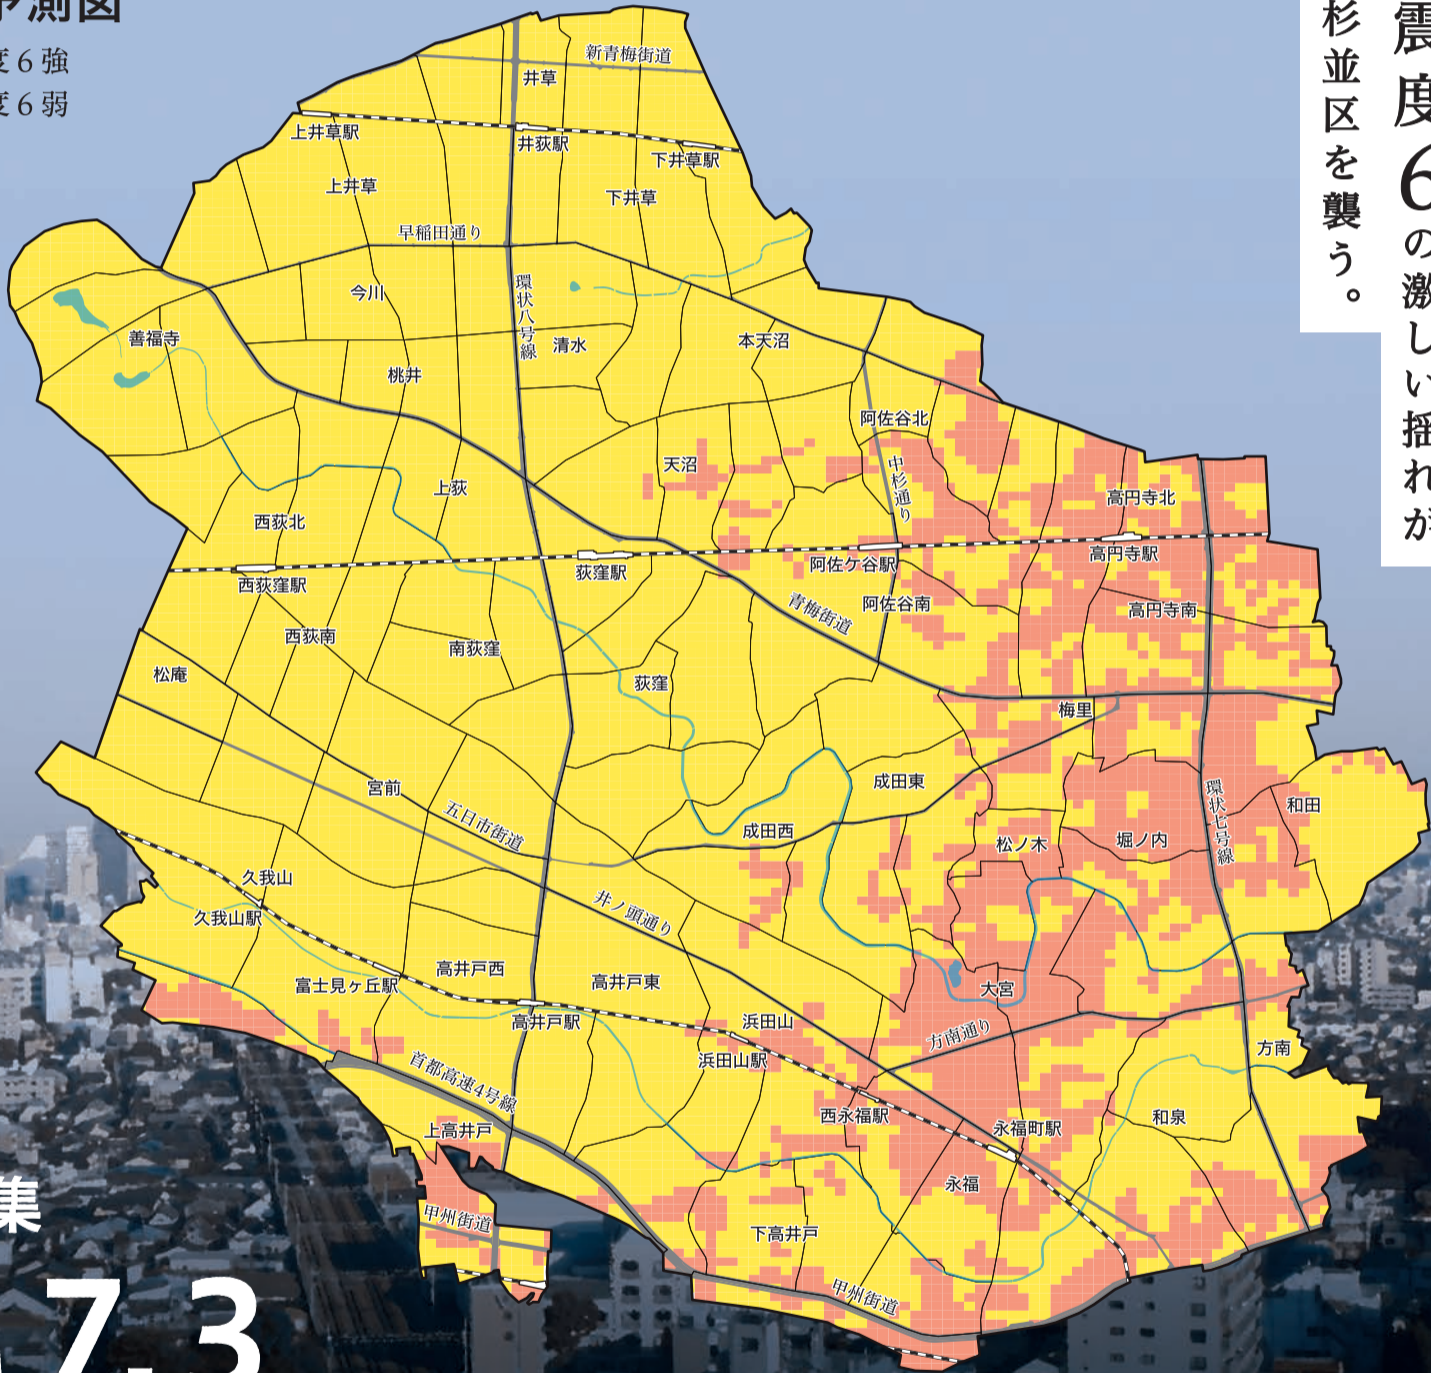 予測図
度6強
度6弱
震度6の激しい揺れが
杉並区を襲う。
新青梅街道
井草
上井草駅
井荻駅
下井草駅
上井草
下井草
早稲田通り
環状八号線
今川
善福寺
清水
本天沼
桃井
阿佐谷北
天沼
中杉通り
上荻
高円寺北
西荻北
高円寺駅
阿佐ケ谷駅
荻窪駅
西荻窪駅
青梅街道
阿佐谷南
高円寺南
西荻南
南荻窪
松庵
荻窪
梅里
宮前
成田東
環状七号線
和田
五日市街道
成田西
松ノ木
堀ノ内
久我山
久我山駅
井ノ頭通り
高井戸西
高井戸東
富士見ヶ丘駅
大宮
高井戸駅
浜田山
方南通り
方南
浜田山駅
首都高速4号線
西永福駅
和泉
上高井戸
永福町駅
永福
甲州街道
下高井戸
甲州街道
集
7.3